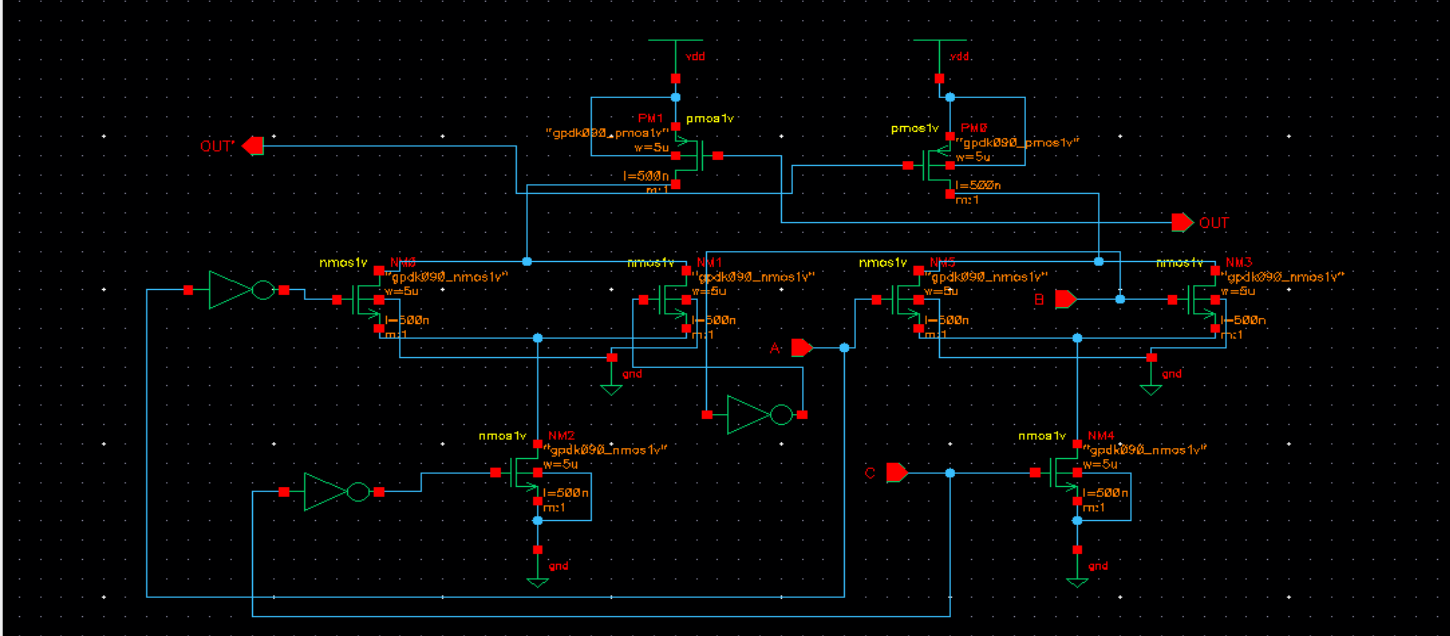 vdd
vdd
PM1
pmos1v
"gpdk090_pmos1v"
w=5u
l=500n
m:1
pmos1v
PM0
"gpdk090_pmos1v"
w=5u
l=500n
m:1
OUT'
OUT
nmos1v
NM0
"gpdk090_nmos1v"
w=5u
l=500n
m:1
nmos1v
NM1
"gpdk090_nmos1v"
w=5u
l=500n
m:1
nmos1v
NM5
"gpdk090_nmos1v"
w=5u
l=500n
m:1
B
nmos1v
NM3
"gpdk090_nmos1v"
w=5u
l=500n
m:1
A
gnd
gnd
nmos1v
NM2
"gpdk090_nmos1v"
w=5u
l=500n
m:1
gnd
C
nmos1v
NM4
"gpdk090_nmos1v"
w=5u
l=500n
m:1
gnd